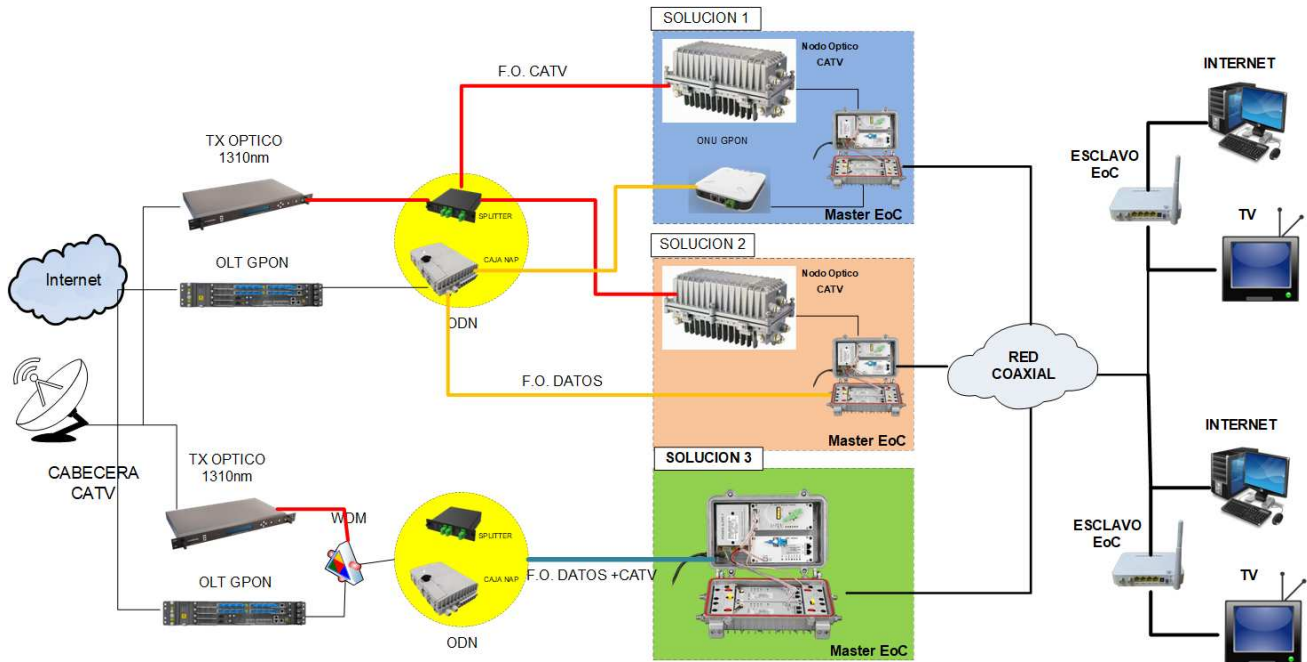 SOLUCION 1
Nodo Optico
CATV
F.O. CATV
INTERNET
TX OPTICO
1310nm
ONU GPON
ESCLAVO
EoC
SPLITTER
Master EoC
TV
SOLUCION 2
OLT GPON
CAJA NAP
Nodo Optico
CATV
Internet
ODN
RED
COAXIAL
F.O. DATOS
Master EoC
INTERNET
SOLUCION 3
TX OPTICO
1310nm
CABECERA
CATV
WDM
SPLITTER
ESCLAVO
EoC
F.O. DATOS +CATV
OLT GPON
CAJA NAP
TV
ODN
Master EoC